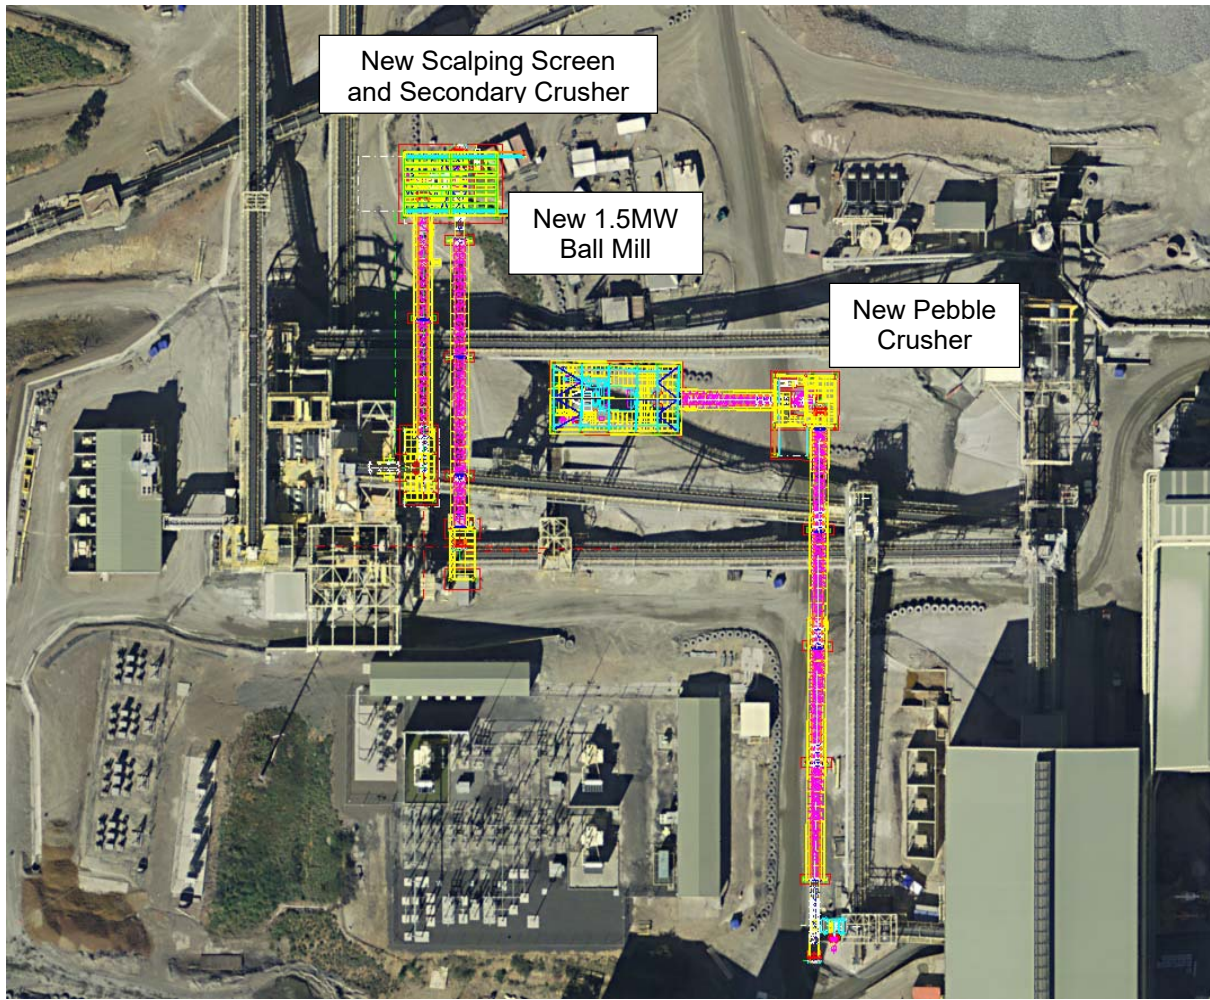 New Scalping Screen
and Secondary Crusher
New 1.5MW
Ball Mill
New Pebble
Crusher